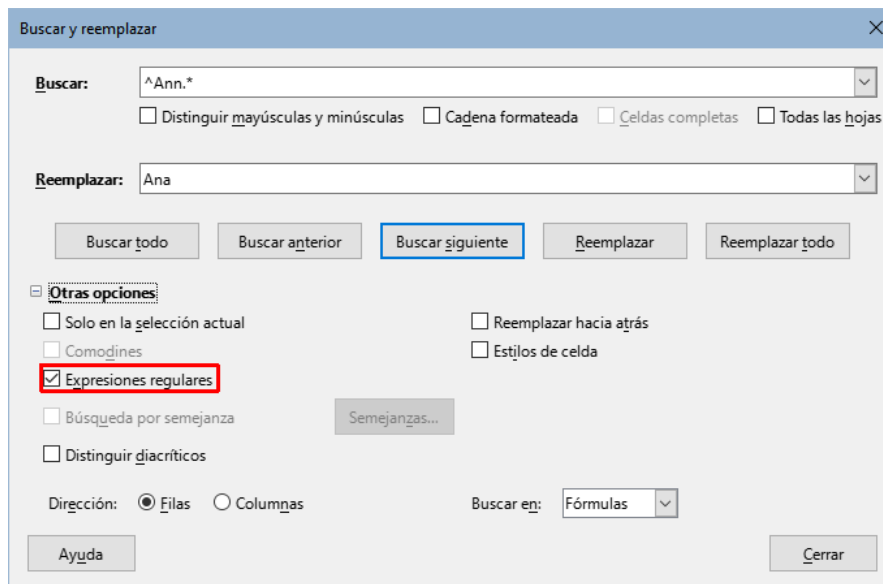 Buscar y reemplazar
Buscar: ^Ann.*
Distinguir mayúsculas y minúsculas Cadena formateada Celdas completas Todas las hojas
Reemplazar: Ana
Buscar todo Buscar anterior Buscar siguiente Reemplazar Reemplazar todo
Otras opciones
Solo en la selección actual Reemplazar hacia atrás
Comodines Estilos de celda
Expresiones regulares
Búsqueda por semejanza Semejanzas...
Distinguir diacríticos
Dirección: Filas Columnas Buscar en: Fórmulas
Ayuda Cerrar